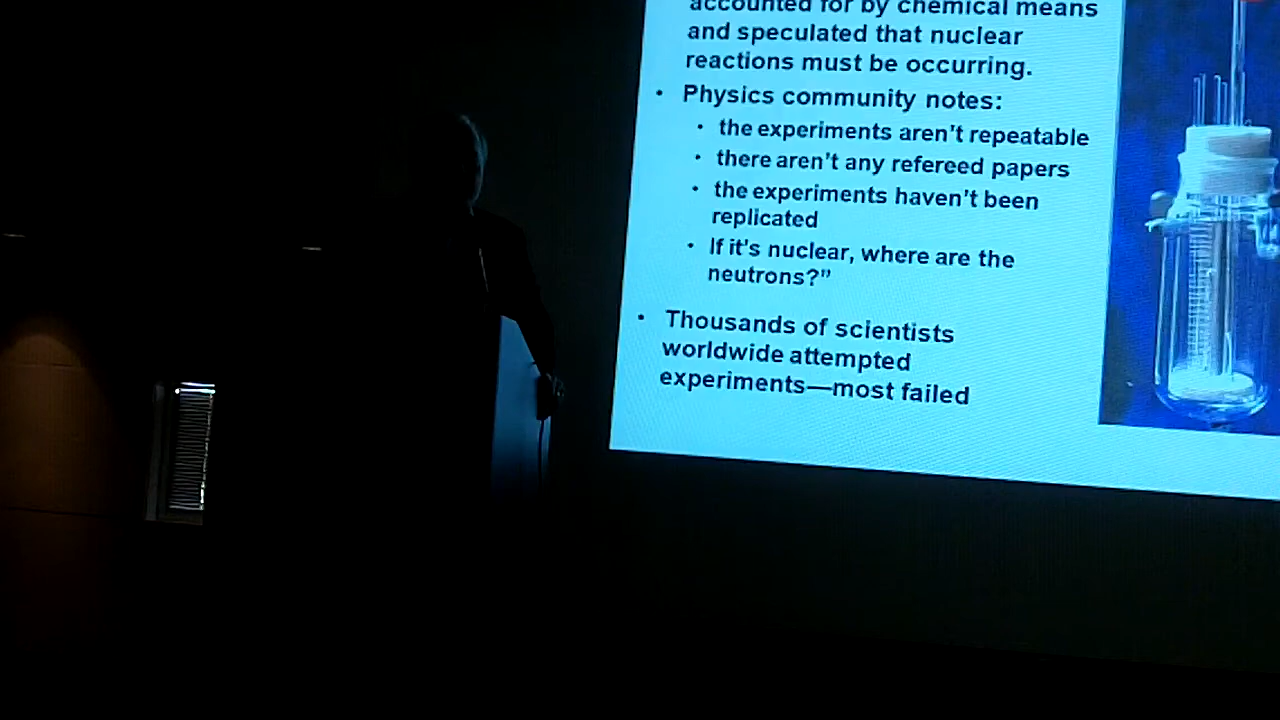 accounted for by chemical means
and speculated that nuclear
reactions must be occurring.
• Physics community notes:
• the experiments aren't repeatable
• there aren't any refereed papers
• the experiments haven't been
replicated
• If it's nuclear, where are the
neutrons?”
• Thousands of scientists
worldwide attempted
experiments—most failed